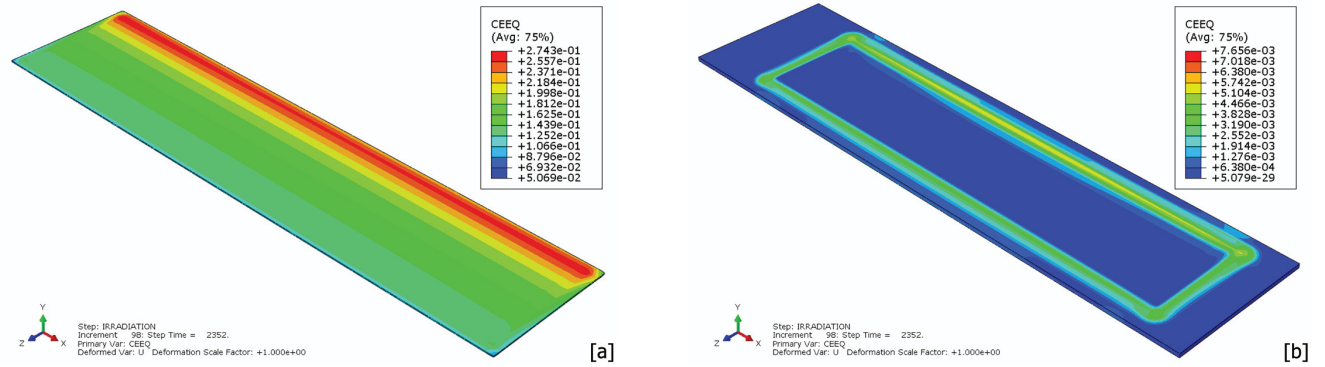 CEEQ
(Avg: 75%)
+2.743e-01
+2.557e-01
+2.371e-01
+2.184e-01
+1.998e-01
+1.812e-01
+1.625e-01
+1.439e-01
+1.252e-01
+1.066e-01
+8.796e-02
+6.932e-02
+5.069e-02
Y
Z
X
Step: IRRADIATION
Increment 98: Step Time = 2352.
Primary Var: CEEQ
Deformed Var: U Deformation Scale Factor: +1.000e+00
[a]
CEEQ
(Avg: 75%)
+7.656e-03
+7.018e-03
+6.380e-03
+5.742e-03
+5.104e-03
+4.466e-03
+3.828e-03
+3.190e-03
+2.552e-03
+1.914e-03
+1.276e-03
+6.380e-04
+5.079e-29
Y
Z
X
Step: IRRADIATION
Increment 98: Step Time = 2352.
Primary Var: CEEQ
Deformed Var: U Deformation Scale Factor: +1.000e+00
[b]